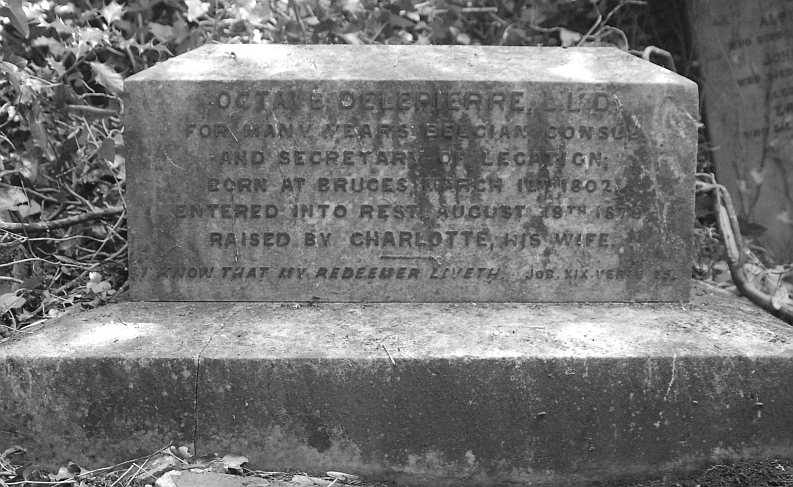 OCTAVE DELEPIERRE, L.L.D.
FOR MANY YEARS BELGIAN CONSUL
AND SECRETARY OF LEGATION;
BORN AT BRUGES, MARCH 12TH 1802,
ENTERED INTO REST, AUGUST 18TH 1879,
RAISED BY CHARLOTTE, HIS WIFE.
I KNOW THAT MY REDEEMER LIVETH. JOB. XIX. VERSE 25.